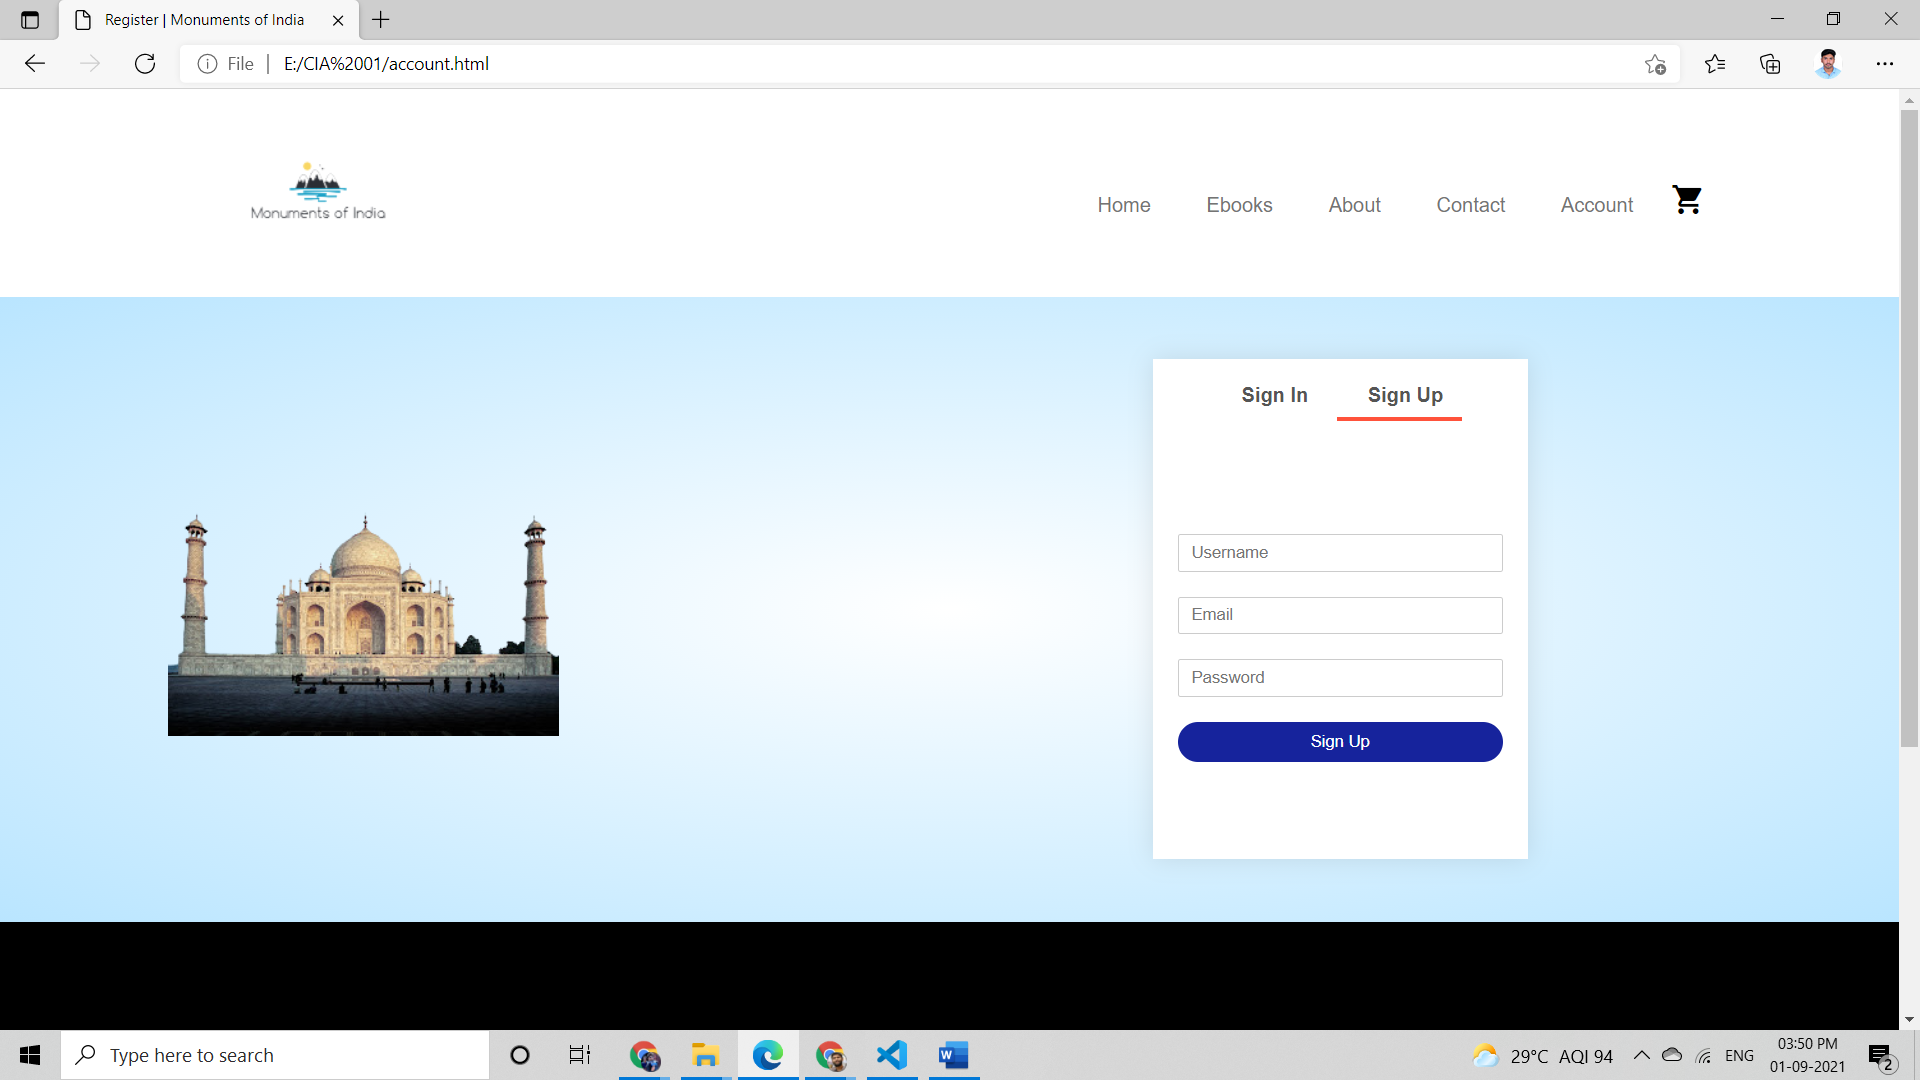 Register | Monuments of India
File
E:/CIA%2001/account.html
Monuments of India
Home Ebooks About Contact Account
Sign In Sign Up
Username
Email
Password
Sign Up
Type here to search
29°C AQI 94
ENG
03:50 PM
01-09-2021
2